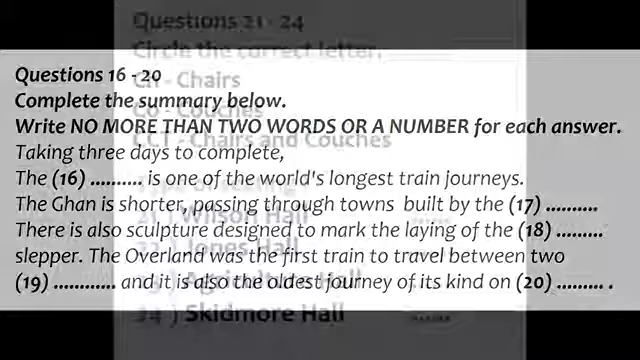 Questions 21 - 24
Circle the correct letter.
Questions 16 - 20
Complete the summary below.
Write NO MORE THAN TWO WORDS OR A NUMBER for each answer.
Taking three days to complete,
The (16) .......... is one of the world's longest train journeys.
The Ghan is shorter, passing through towns built by the (17) ..........
There is also sculpture designed to mark the laying of the (18) .........
slepper. The Overland was the first train to travel between two
(19) ............ and it is also the oldest journey of its kind on (20) ......... .
- Chairs
- Couches
- Chairs and Couches
Wilson Hall
Jones Hall
Hall
24 ) Skidmore Hall ......